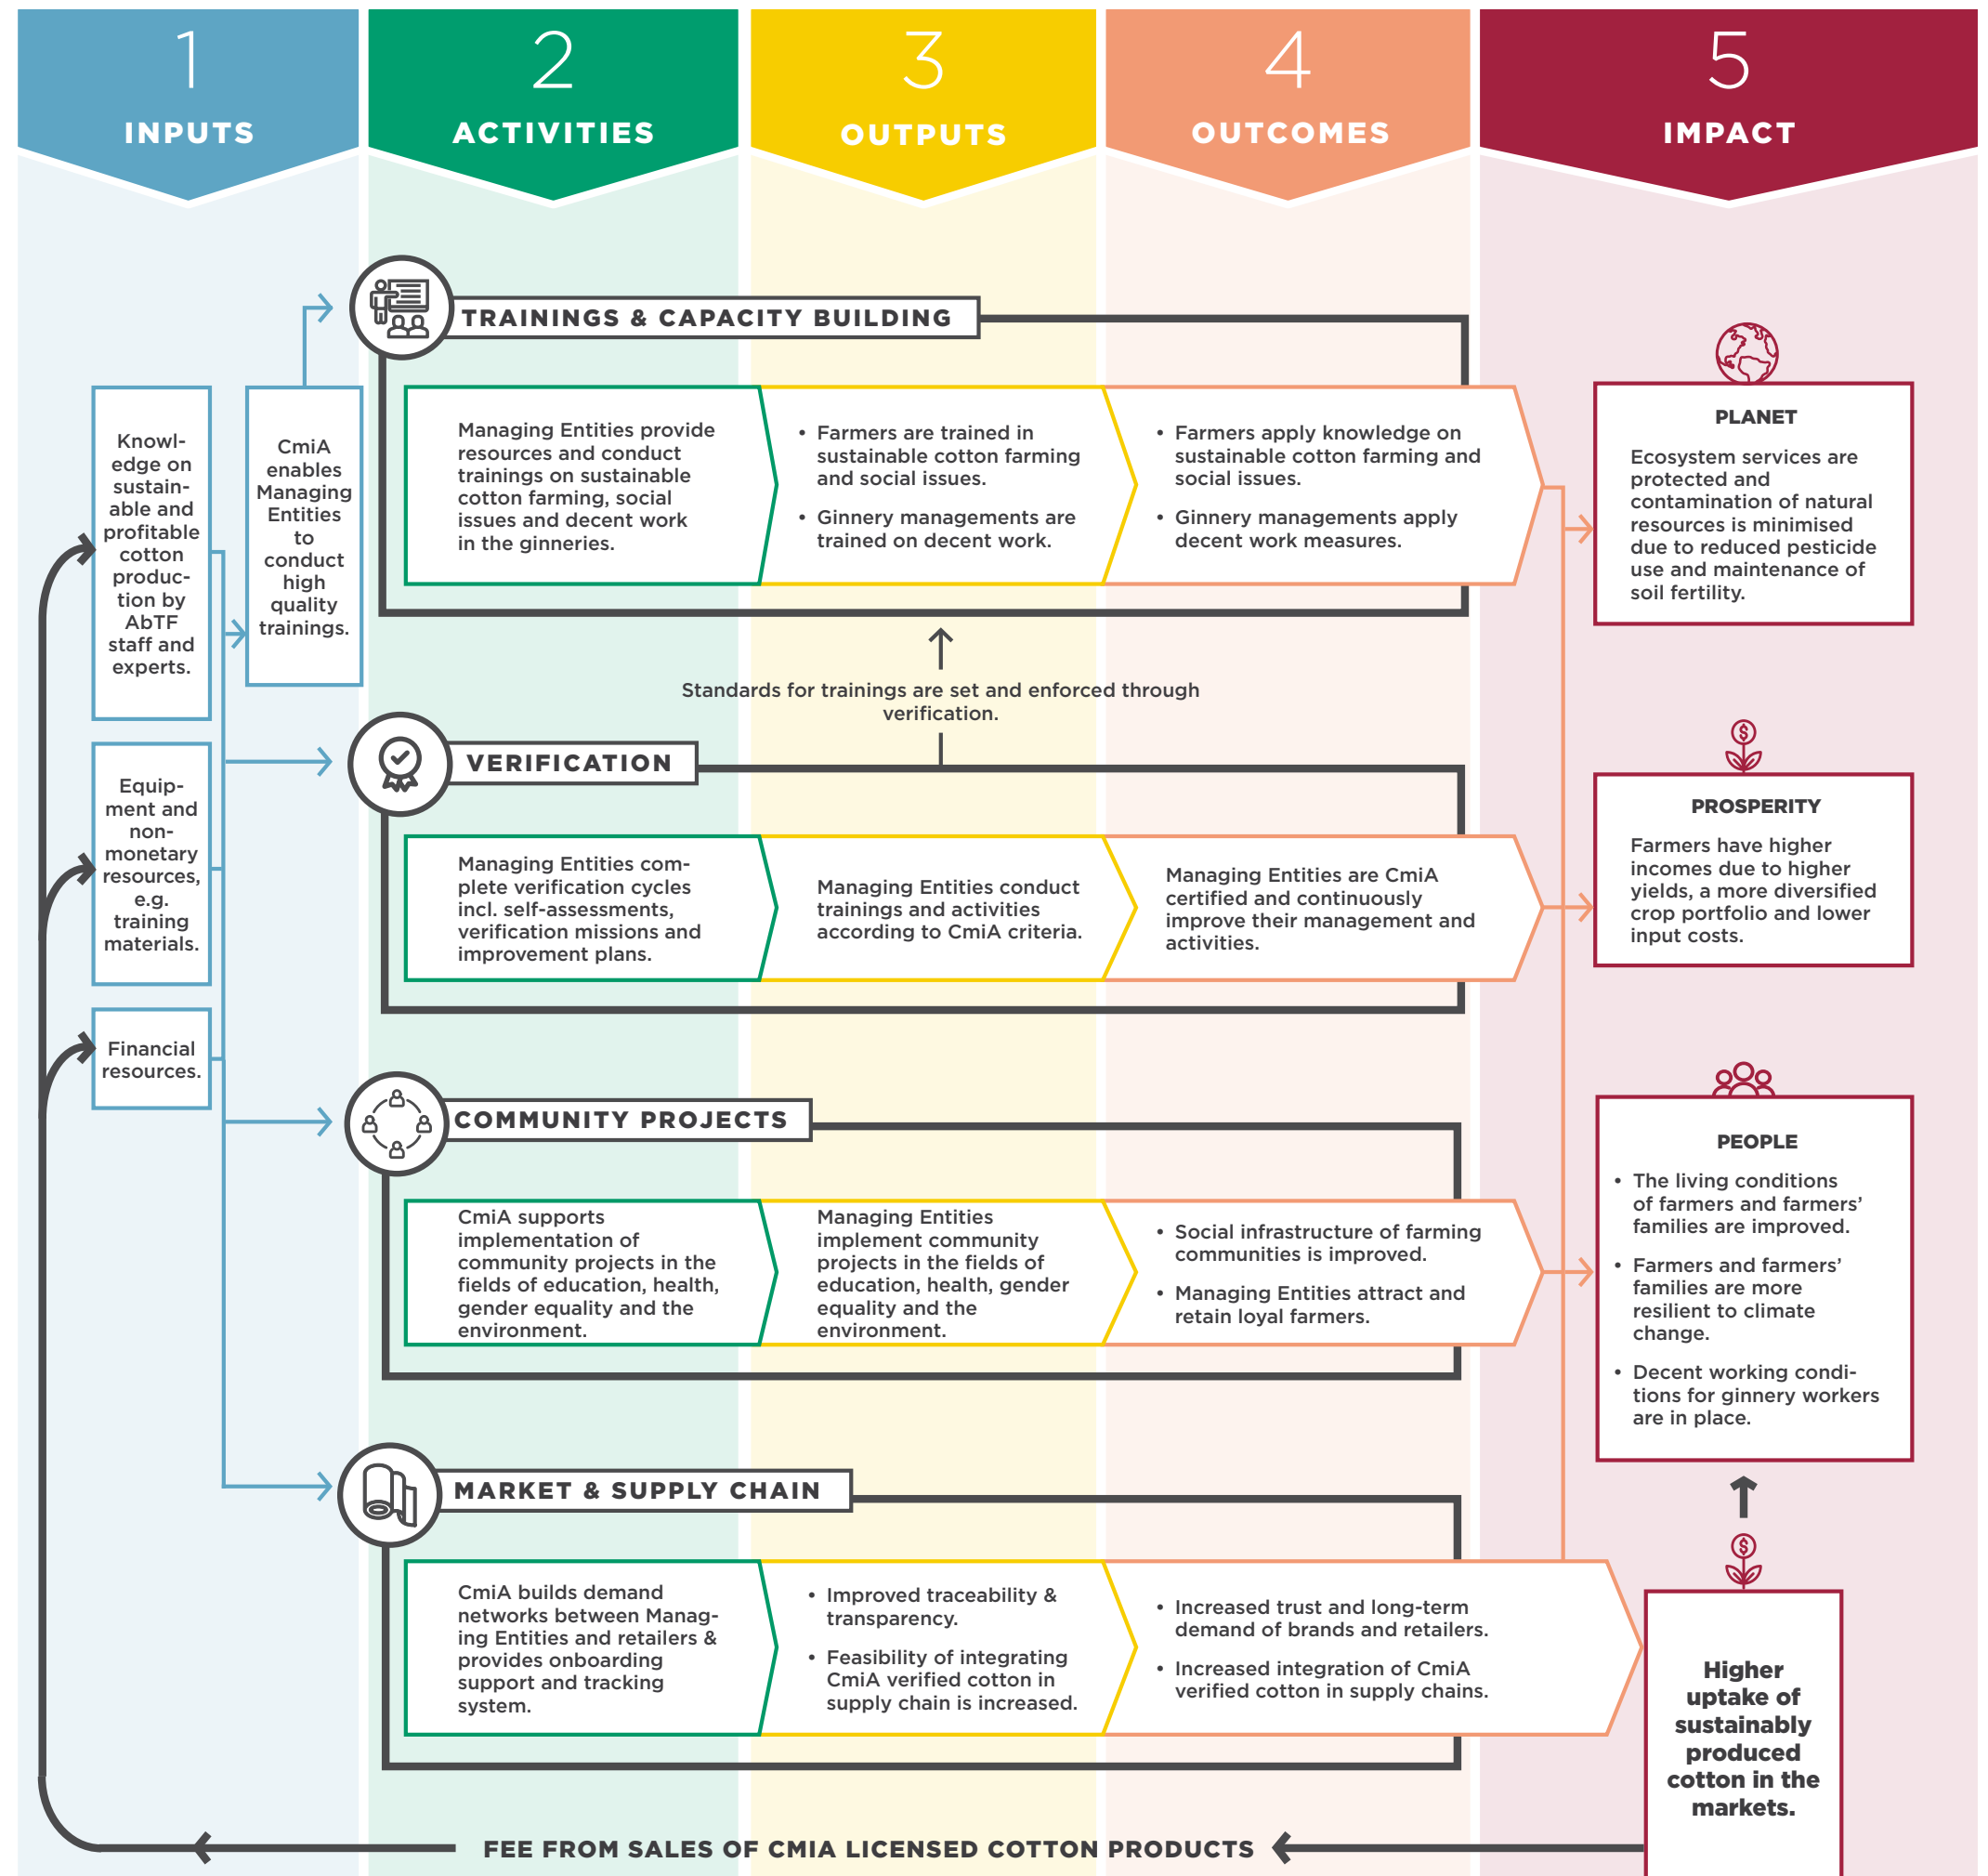 1
INPUTS
2
ACTIVITIES
3
OUTPUTS
4
OUTCOMES
5
IMPACT
Knowl-
edge on
sustain-
able and
profitable
cotton
produc-
tion by
AbTF
staff and
experts.
CmiA
enables
Managing
Entities
to
conduct
high
quality
trainings.
Equip-
ment and
non-
monetary
resources,
e.g.
training
materials.
Financial
resources.
TRAININGS & CAPACITY BUILDING
Managing Entities provide
resources and conduct
trainings on sustainable
cotton farming, social
issues and decent work
in the ginneries.
• Farmers are trained in
sustainable cotton farming
and social issues.
• Ginnery managements are
trained on decent work.
• Farmers apply knowledge on
sustainable cotton farming and
social issues.
• Ginnery managements apply
decent work measures.
Standards for trainings are set and enforced through
verification.
VERIFICATION
Managing Entities com-
plete verification cycles
incl. self-assessments,
verification missions and
improvement plans.
Managing Entities conduct
trainings and activities
according to CmiA criteria.
Managing Entities are CmiA
certified and continuously
improve their management and
activities.
COMMUNITY PROJECTS
CmiA supports
implementation of
community projects in the
fields of education, health,
gender equality and the
environment.
Managing Entities
implement community
projects in the fields of
education, health, gender
equality and the
environment.
• Social infrastructure of farming
communities is improved.
• Managing Entities attract and
retain loyal farmers.
MARKET & SUPPLY CHAIN
CmiA builds demand
networks between Manag-
ing Entities and retailers &
provides onboarding
support and tracking
system.
• Improved traceability &
transparency.
• Feasibility of integrating
CmiA verified cotton in
supply chain is increased.
• Increased trust and long-term
demand of brands and retailers.
• Increased integration of CmiA
verified cotton in supply chains.
PLANET
Ecosystem services are
protected and
contamination of natural
resources is minimised
due to reduced pesticide
use and maintenance of
soil fertility.
$
PROSPERITY
Farmers have higher
incomes due to higher
yields, a more diversified
crop portfolio and lower
input costs.
PEOPLE
• The living conditions
of farmers and farmers'
families are improved.
• Farmers and farmers'
families are more
resilient to climate
change.
• Decent working condi-
tions for ginnery workers
are in place.
$
Higher
uptake of
sustainably
produced
cotton in the
markets.
FEE FROM SALES OF CMIA LICENSED COTTON PRODUCTS